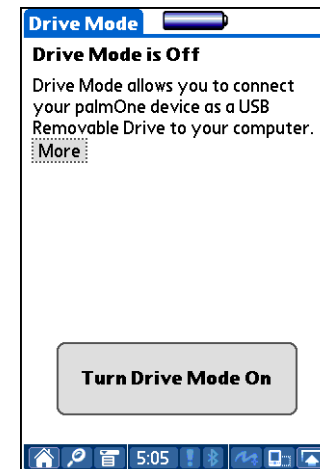 Drive Mode
Drive Mode is Off
Drive Mode allows you to connect
your palmOne device as a USB
Removable Drive to your computer.
More
Turn Drive Mode On
5:05